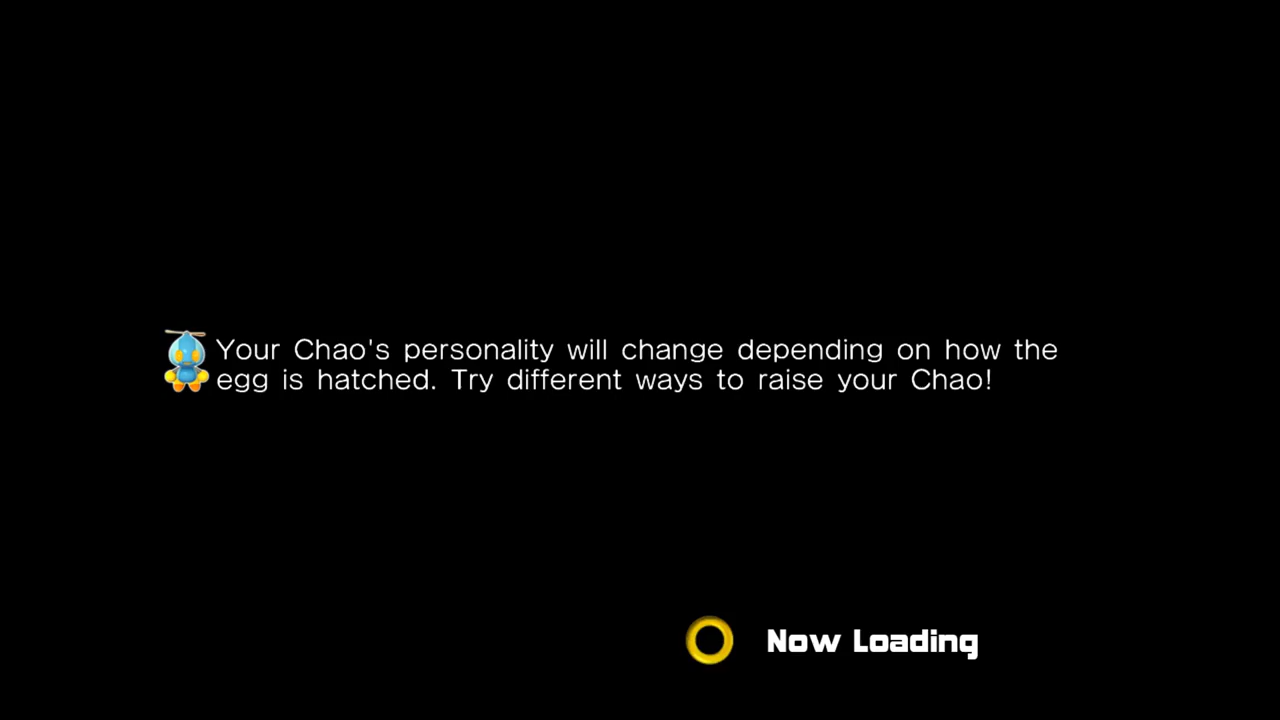 Your Chao's personality will change depending on how the
egg is hatched. Try different ways to raise your Chao!
Now Loading